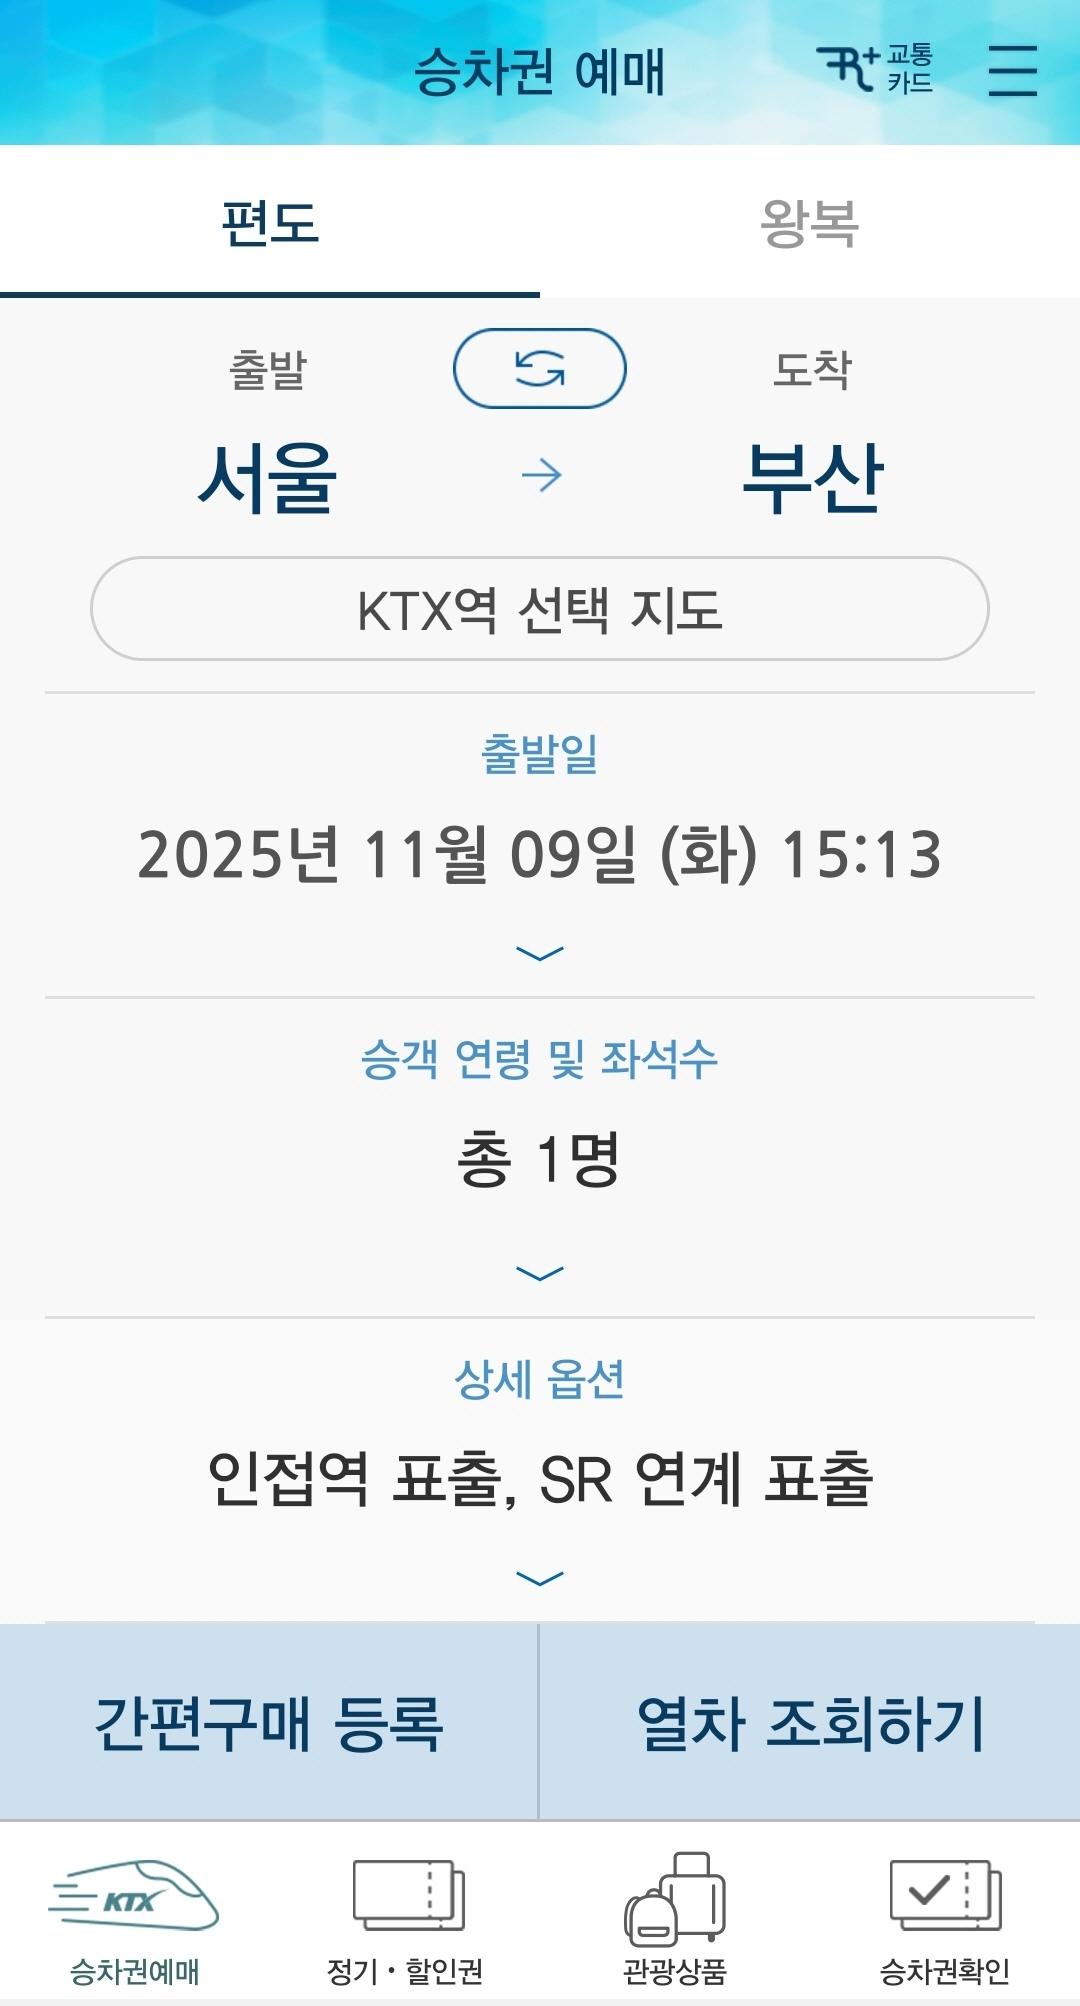 승차권 예매
R+ 교통
카드
편도 왕복
출발 도착
서울 → 부산
KTX역 선택 지도
출발일
2025년 11월 09일 (화) 15:13
승객 연령 및 좌석수
총 1명
상세 옵션
인접역 표출, SR 연계 표출
간편구매 등록 열차 조회하기
KTX
승차권예매 정기·할인권 관광상품 승차권확인